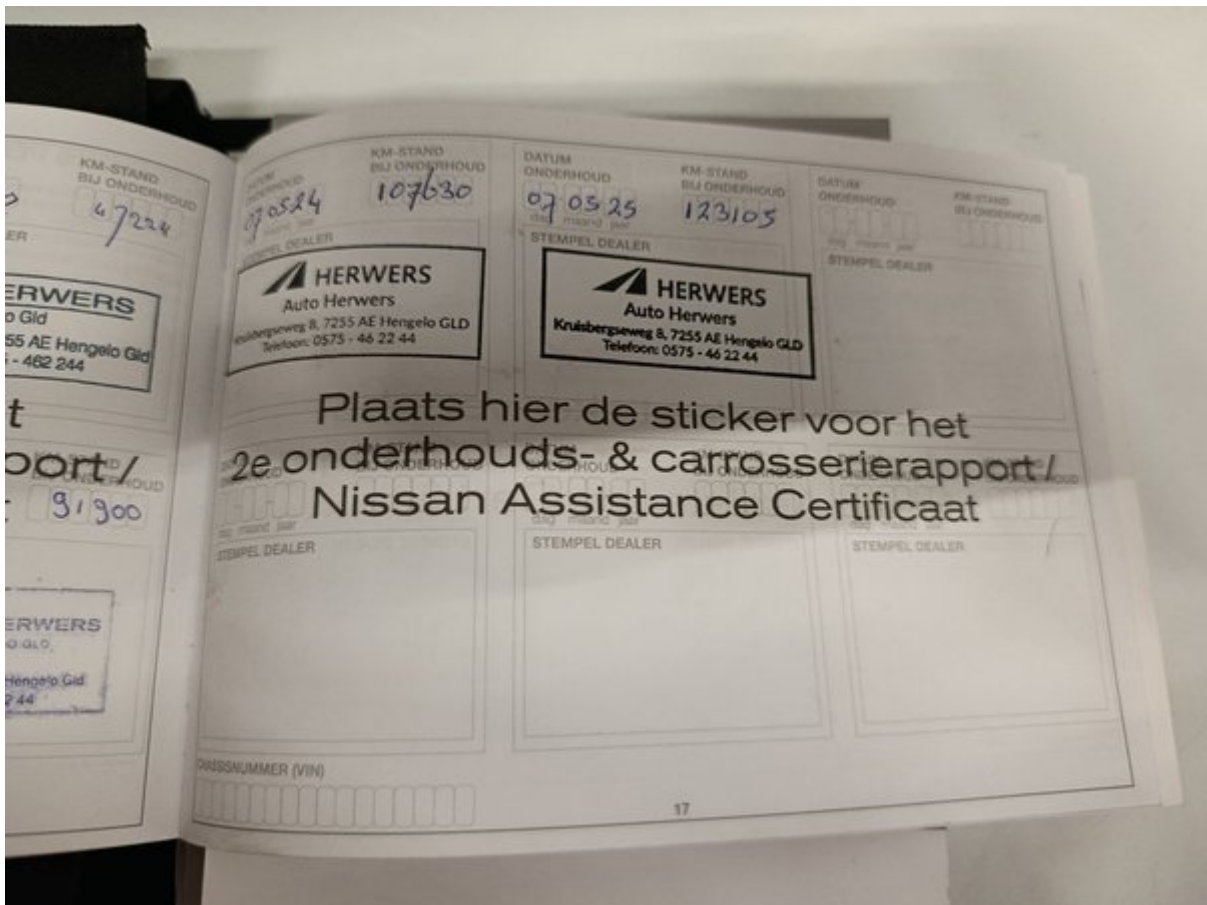 KM-STAND
BIJ ONDERHOUD
47224
ERWERS
o Gld
55 AE Hengelo Gld
- 462 244
t
port /
91900
ERWERS
Hengelo Gld
2 44
ONDERHOUD
070524
KM-STAND
BIJ ONDERHOUD
107630
STEMPEL DEALER
HERWERS
Auto Herwers
Kruisbergseweg 8, 7255 AE Hengelo GLD
Telefoon: 0575 - 46 22 44
DATUM
ONDERHOUD
07 05 25
dag maand jaar
KM-STAND
BIJ ONDERHOUD
123105
STEMPEL DEALER
HERWERS
Auto Herwers
Kruisbergseweg 8, 7255 AE Hengelo GLD
Telefoon: 0575 - 46 22 44
DATUM
ONDERHOUD
dag maand jaar
KM-STAND
BIJ ONDERHOUD
STEMPEL DEALER
Plaats hier de sticker voor het
2e onderhouds- & carrosserierapport /
Nissan Assistance Certificaat
dag maand jaar
STEMPEL DEALER
dag maand jaar
STEMPEL DEALER
dag maand jaar
STEMPEL DEALER
CHASSISNUMMER (VIN)
17